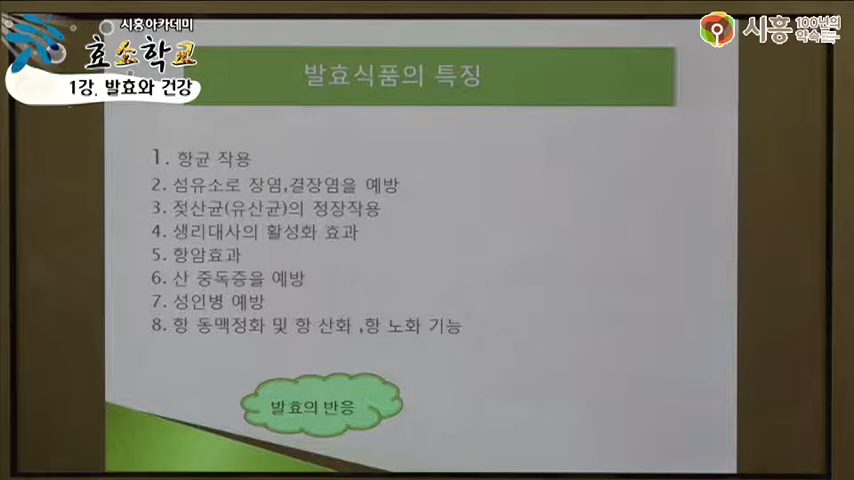 시흥아카데미
효소학교
1강. 발효와 건강
시흥
100년의
약속
발효식품의 특징
1. 항균 작용
2. 섬유소로 장염,결장염을 예방
3. 젖산균(유산균)의 정장작용
4. 생리대사의 활성화 효과
5. 항암효과
6. 산 중독증을 예방
7. 성인병 예방
8. 항 동맥정화 및 항 산화 ,항 노화 기능
발효의 반응